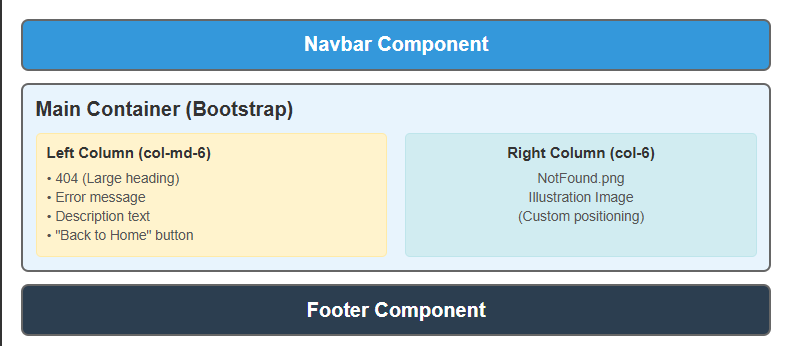 Navbar Component
Main Container (Bootstrap)
Left Column (col-md-6)
• 404 (Large heading)
• Error message
• Description text
• "Back to Home" button
Right Column (col-6)
NotFound.png
Illustration Image
(Custom positioning)
Footer Component